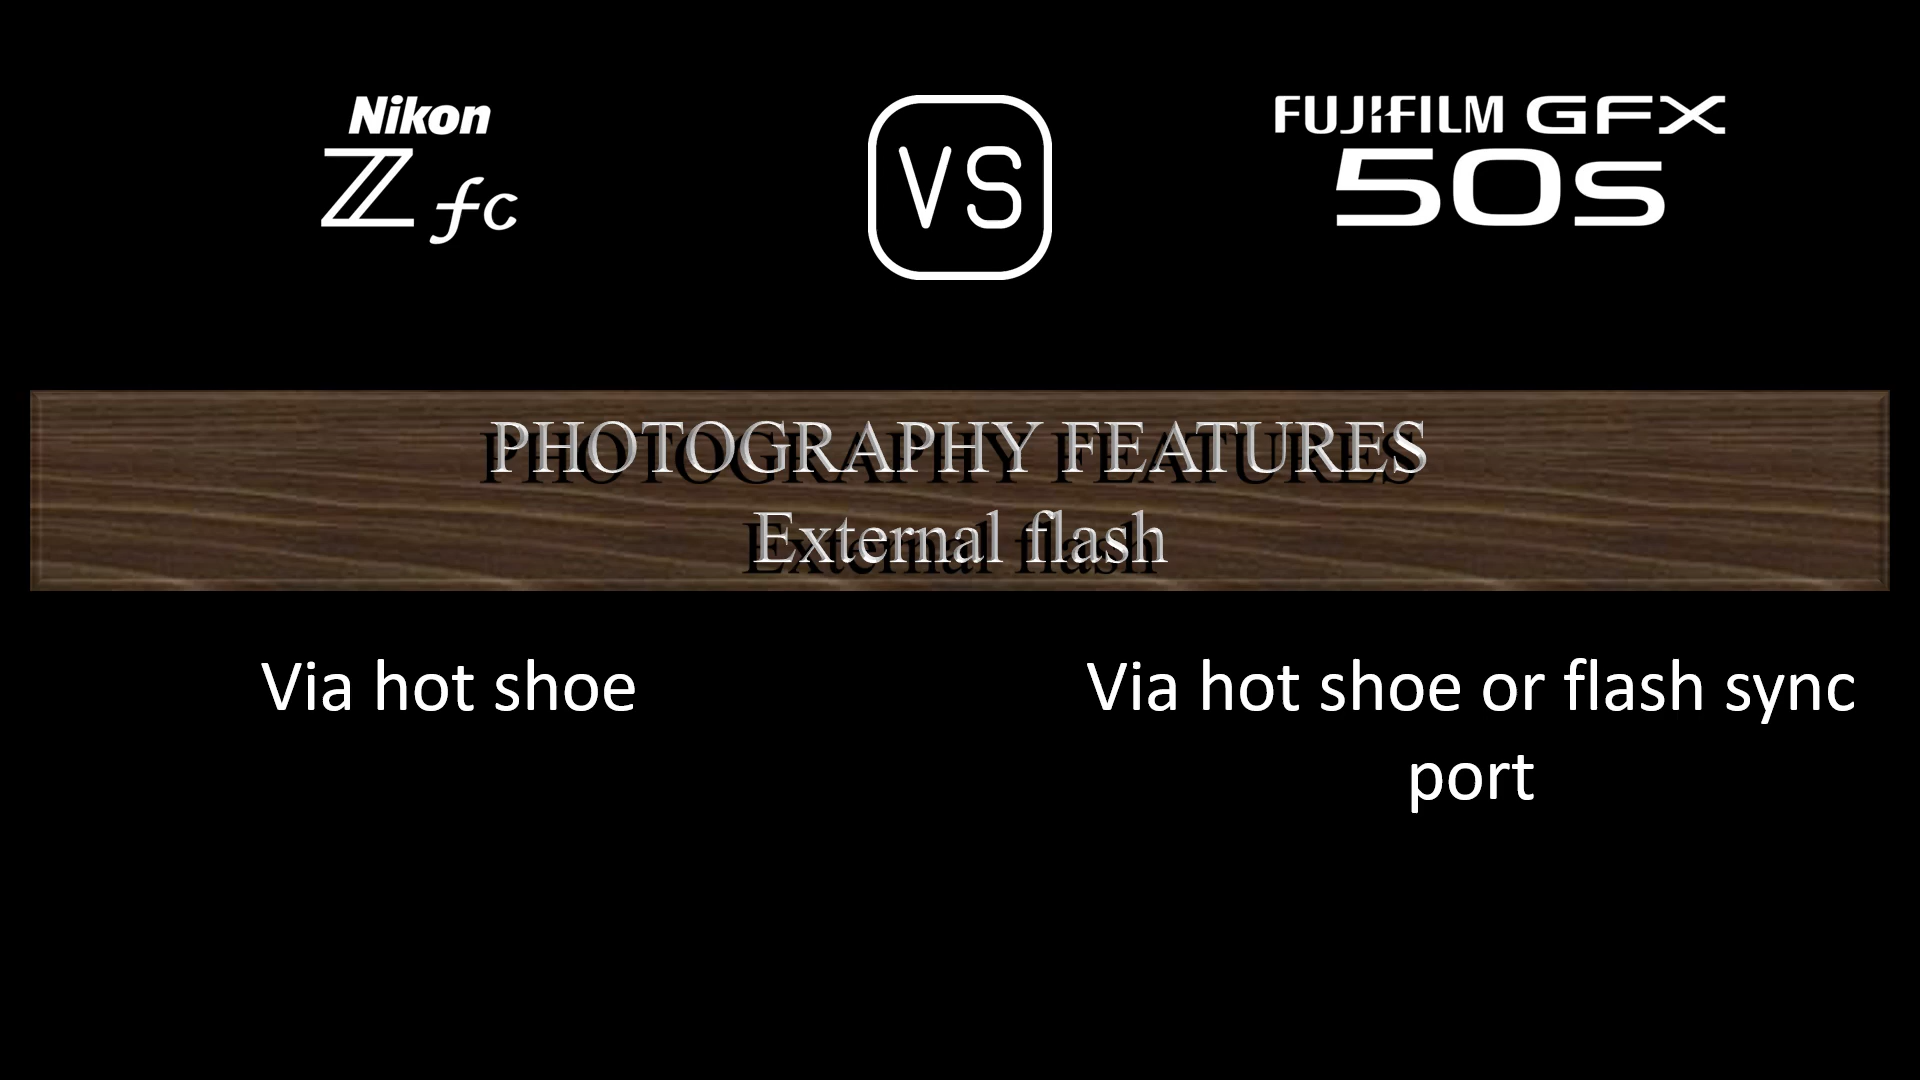 Nikon
Z fc
VS
FUJIFILM GFX
50S
PHOTOGRAPHY FEATURES
External flash
Via hot shoe
Via hot shoe or flash sync
port